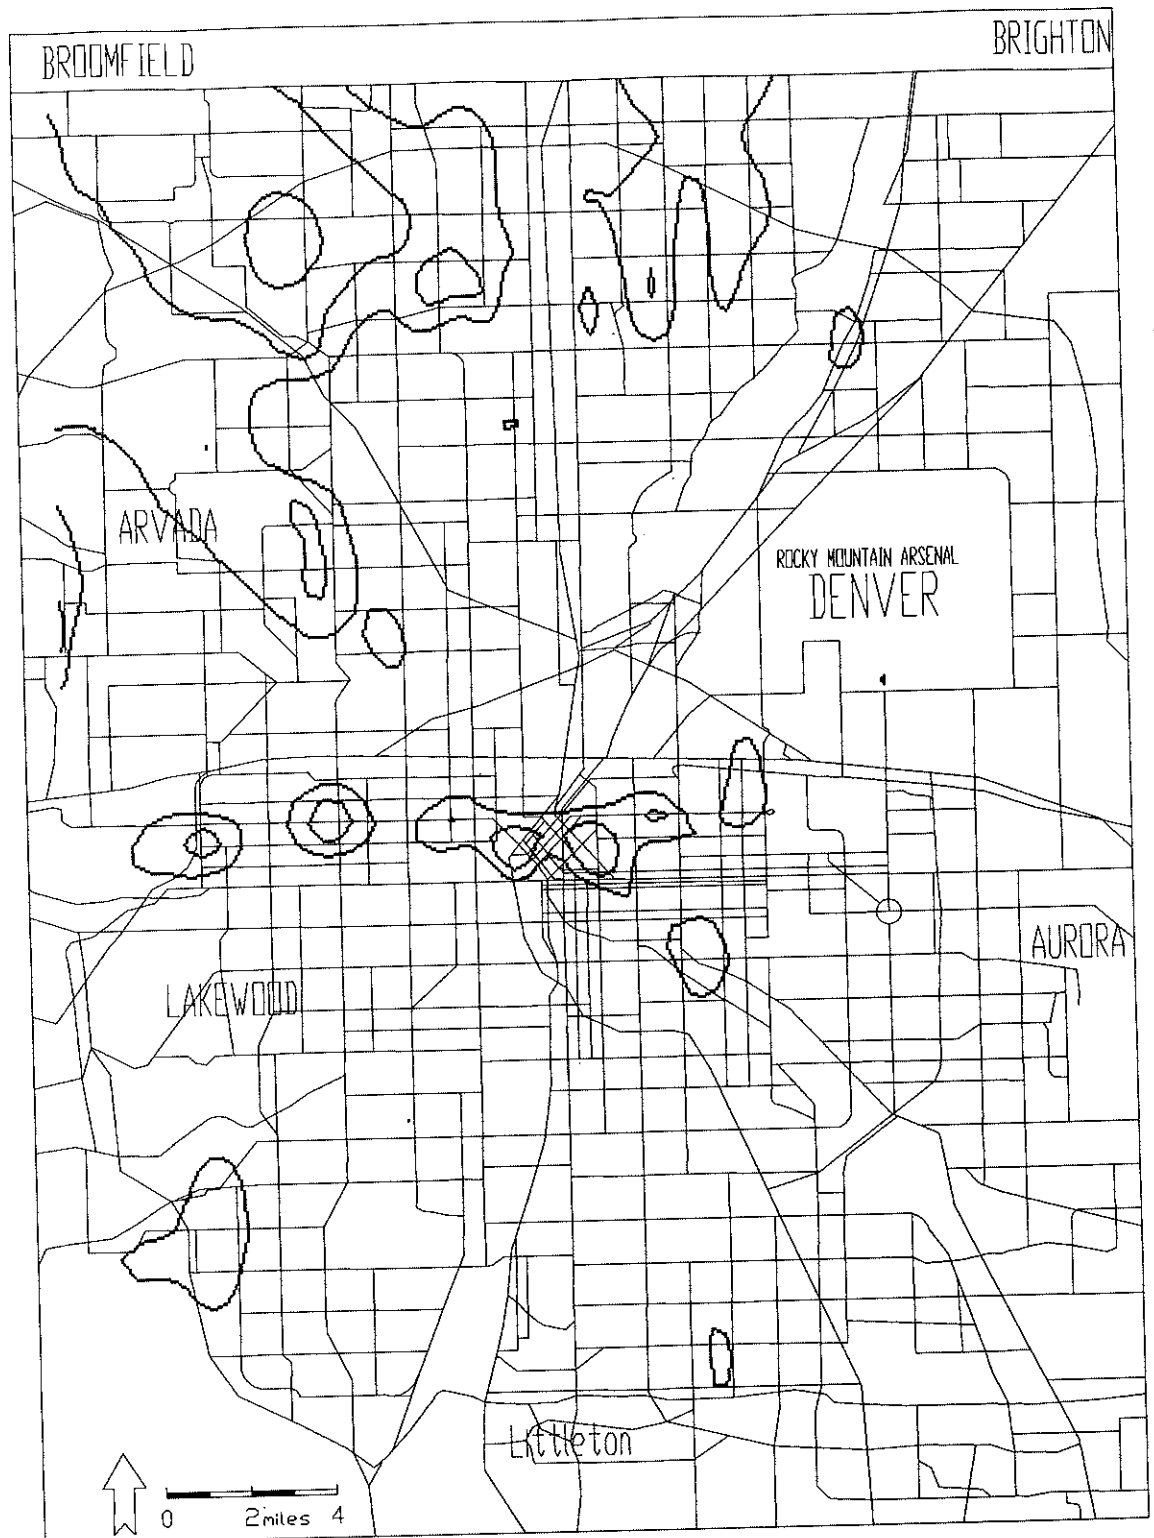 BROOMFIELD
BRIGHTON
ARVADA
ROCKY MOUNTAIN ARSENAL
DENVER
AURORA
LAKEWOOD
Littleton
0 2miles 4